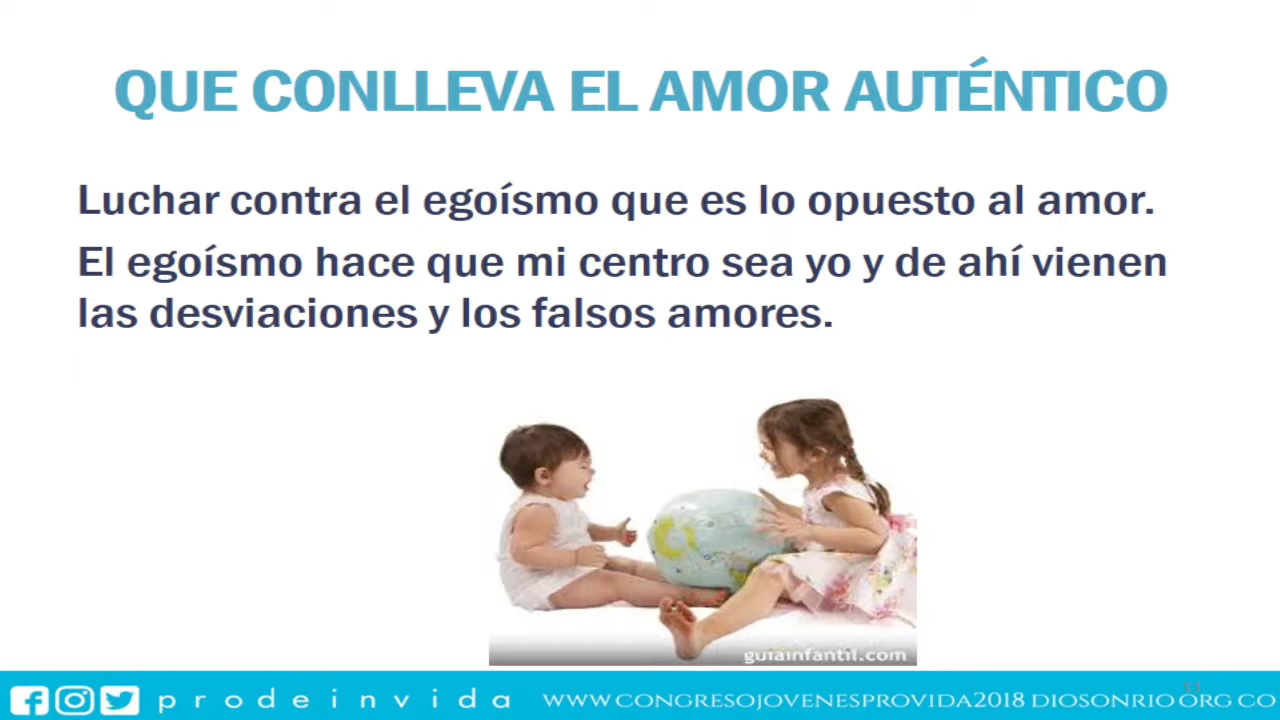 QUE CONLLEVA EL AMOR AUTÉNTICO
Luchar contra el egoísmo que es lo opuesto al amor.
El egoísmo hace que mi centro sea yo y de ahí vienen
las desviaciones y los falsos amores.
guiainfantil.com
11
prodeinvida WWW.CONGRESOJOVENESPROVIDA2018 DIOSONRIO ORG CO